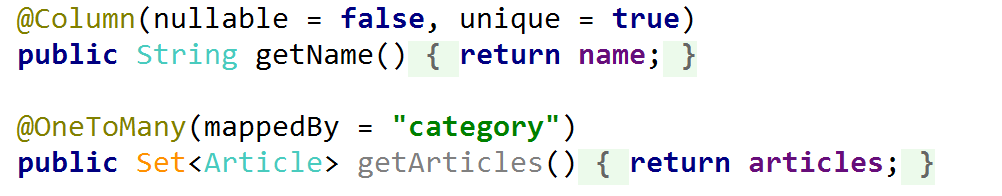 @Column(nullable = false, unique = true)
public String getName() { return name; }
@OneToMany(mappedBy = "category")
public Set<Article> getArticles() { return articles; }